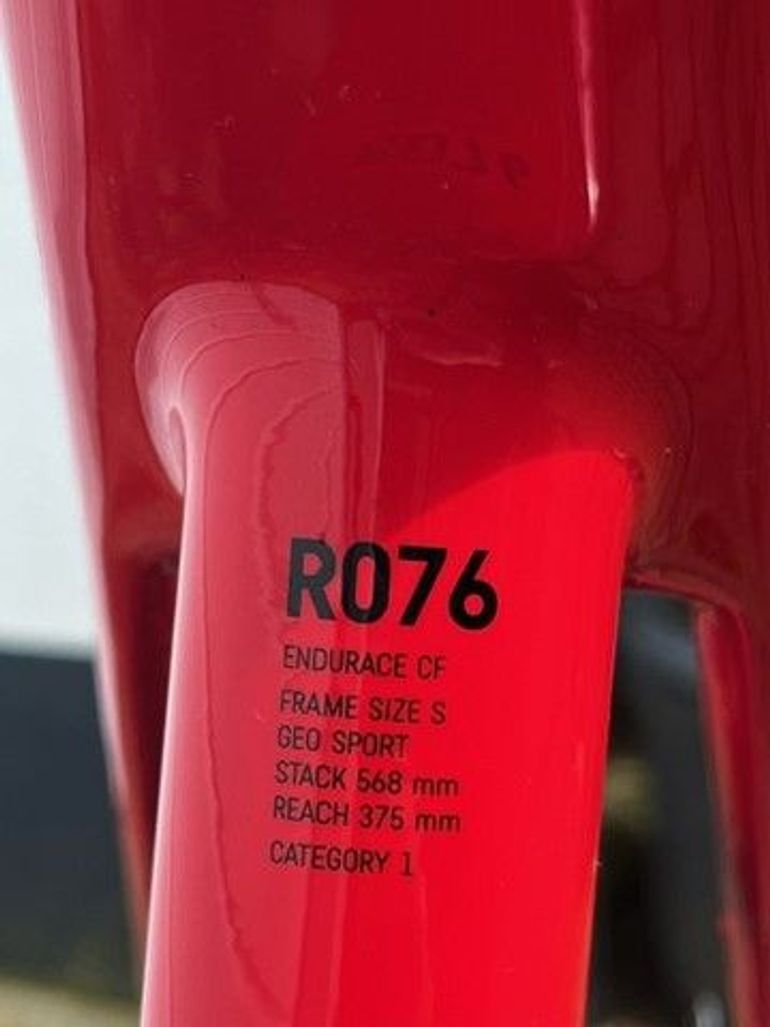 R076
ENDURACE CF
FRAME SIZE S
GEO SPORT
STACK 568 mm
REACH 375 mm
CATEGORY 1